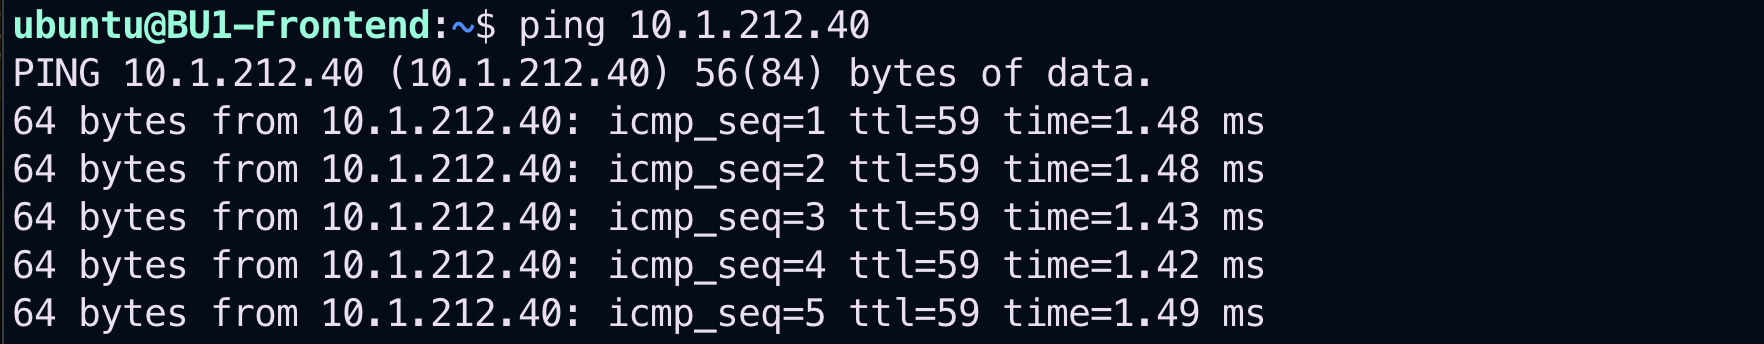 ubuntu@BU1-Frontend:~$ ping 10.1.212.40
PING 10.1.212.40 (10.1.212.40) 56(84) bytes of data.
64 bytes from 10.1.212.40: icmp_seq=1 ttl=59 time=1.48 ms
64 bytes from 10.1.212.40: icmp_seq=2 ttl=59 time=1.48 ms
64 bytes from 10.1.212.40: icmp_seq=3 ttl=59 time=1.43 ms
64 bytes from 10.1.212.40: icmp_seq=4 ttl=59 time=1.42 ms
64 bytes from 10.1.212.40: icmp_seq=5 ttl=59 time=1.49 ms